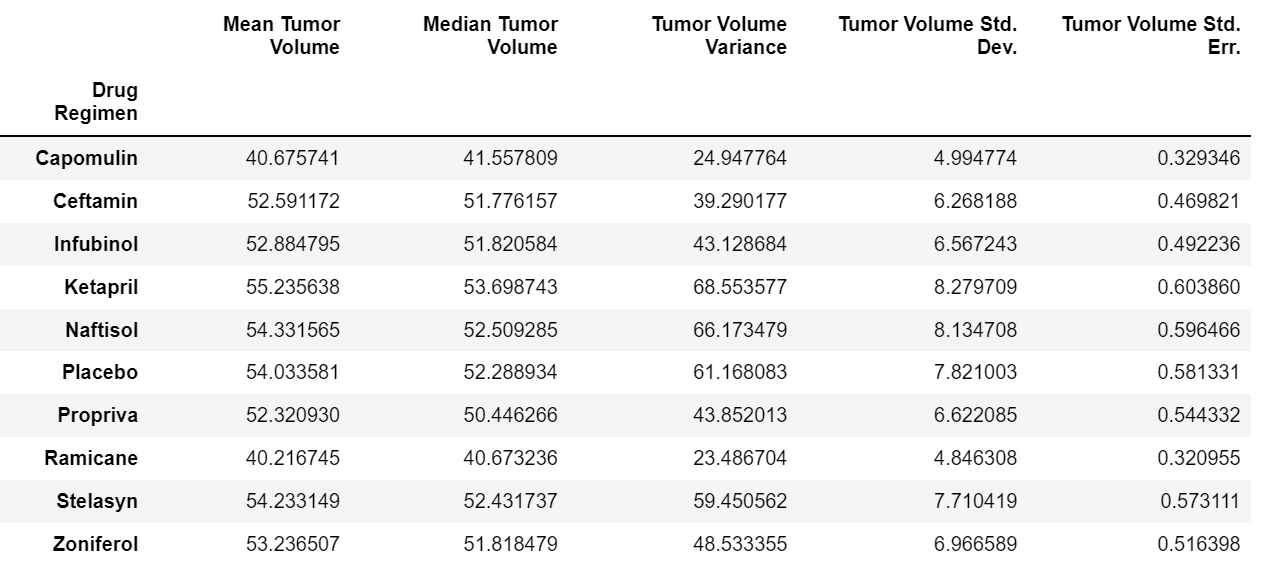 Mean Tumor Volume Median Tumor Volume Tumor Volume Variance Tumor Volume Std. Dev. Tumor Volume Std. Err.
Drug Regimen
Capomulin 40.675741 41.557809 24.947764 4.994774 0.329346
Ceftamin 52.591172 51.776157 39.290177 6.268188 0.469821
Infubinol 52.884795 51.820584 43.128684 6.567243 0.492236
Ketapril 55.235638 53.698743 68.553577 8.279709 0.603860
Naftisol 54.331565 52.509285 66.173479 8.134708 0.596466
Placebo 54.033581 52.288934 61.168083 7.821003 0.581331
Propriva 52.320930 50.446266 43.852013 6.622085 0.544332
Ramicane 40.216745 40.673236 23.486704 4.846308 0.320955
Stelasyn 54.233149 52.431737 59.450562 7.710419 0.573111
Zoniferol 53.236507 51.818479 48.533355 6.966589 0.516398